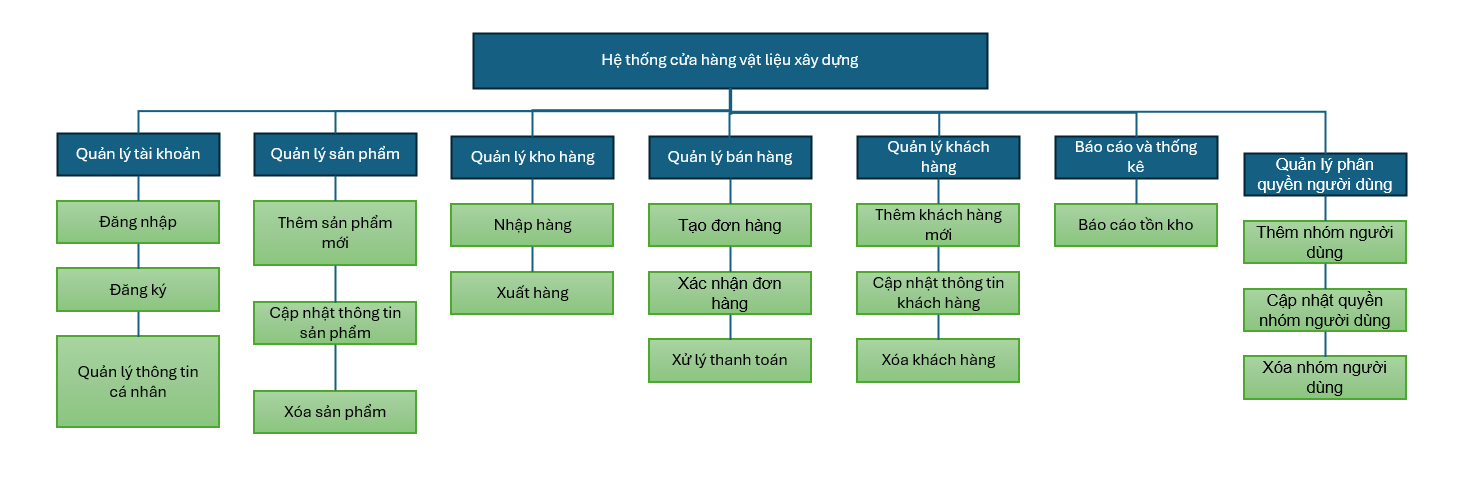 Hệ thống cửa hàng vật liệu xây dựng
Quản lý tài khoản
Đăng nhập
Đăng ký
Quản lý thông tin
cá nhân
Quản lý sản phẩm
Thêm sản phẩm
mới
Cập nhật thông tin
sản phẩm
Xóa sản phẩm
Quản lý kho hàng
Nhập hàng
Xuất hàng
Quản lý bán hàng
Tạo đơn hàng
Xác nhận đơn
hàng
Xử lý thanh toán
Quản lý khách
hàng
Thêm khách hàng
mới
Cập nhật thông tin
khách hàng
Xóa khách hàng
Báo cáo và thống
kê
Báo cáo tồn kho
Quản lý phân
quyền người dùng
Thêm nhóm người
dùng
Cập nhật quyền
nhóm người dùng
Xóa nhóm người
dùng